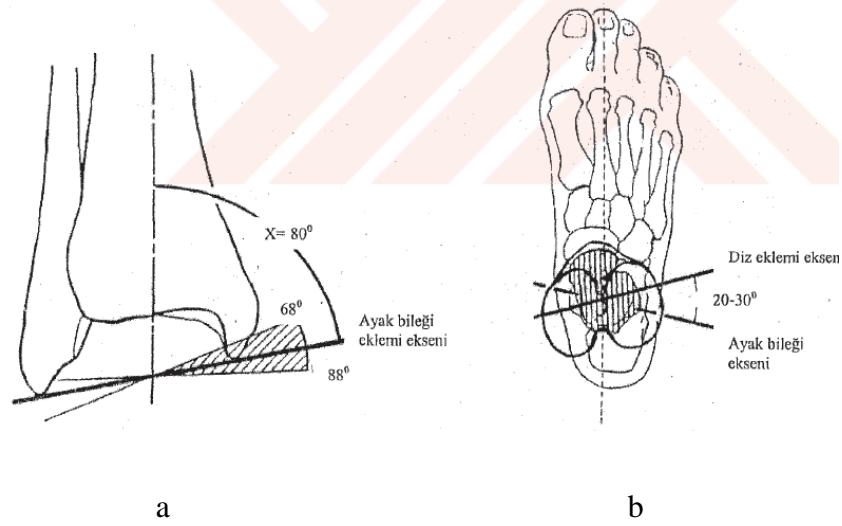 X= 80⁰
68⁰
Ayak bileği
eklemi ekseni
88⁰
Diz eklemi eksen
20-30⁰
Ayak bileği
ekseni
a
b